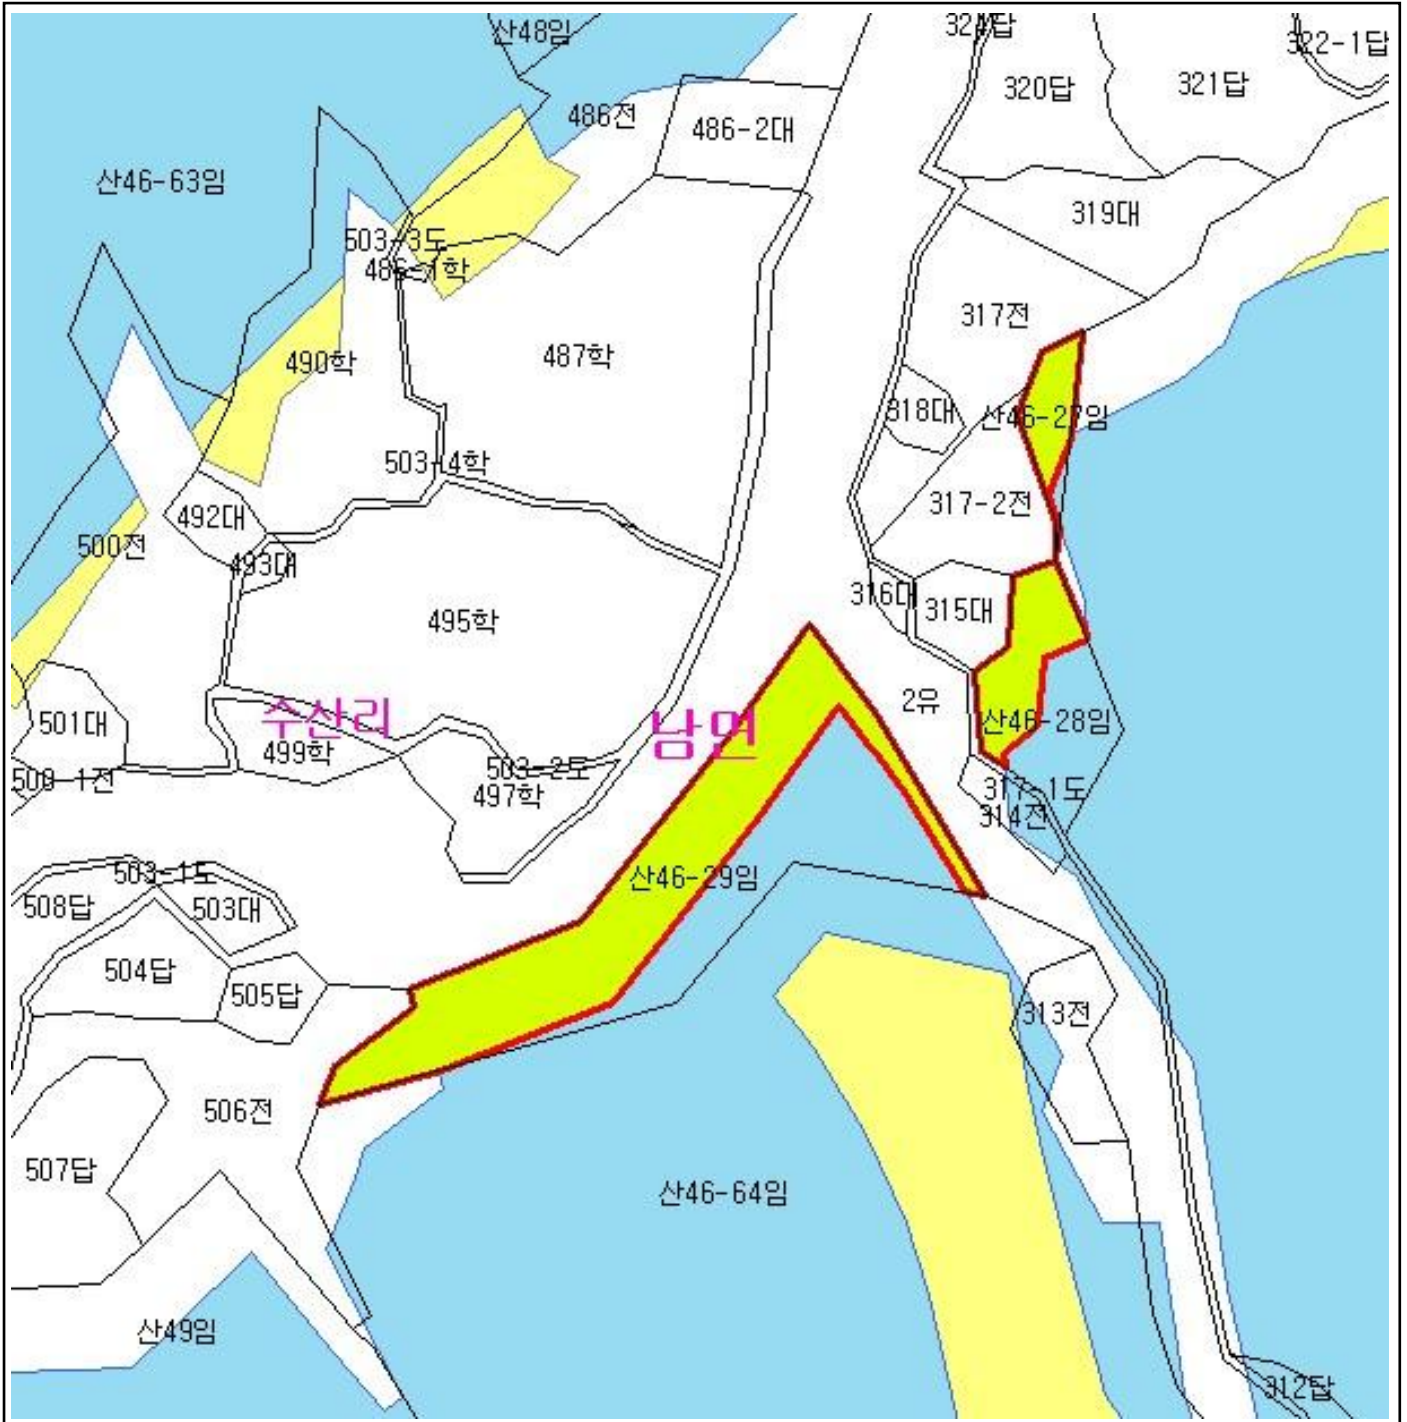 산48임
324답
322-1답
320답
321답
486전
486-2대
산46-63임
319대
503-3도
486-1학
317전
490학
487학
318대
산46-27임
503-4학
317-2전
492대
500전
493대
316대
315대
495학
수산리
남면
2유
산46-28임
501대
499학
503-2도
500-1전
497학
317-1도
314전
503-1도
산46-29임
508답
503대
504답
505답
313전
506전
507답
산46-64임
산49임
312답